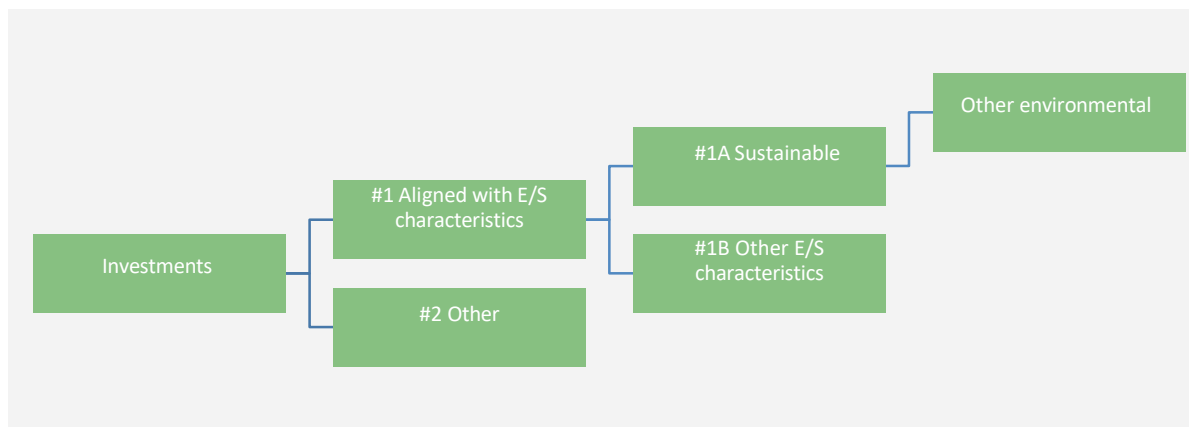 Investments
#1 Aligned with E/S
characteristics
#2 Other
#1A Sustainable
#1B Other E/S
characteristics
Other environmental